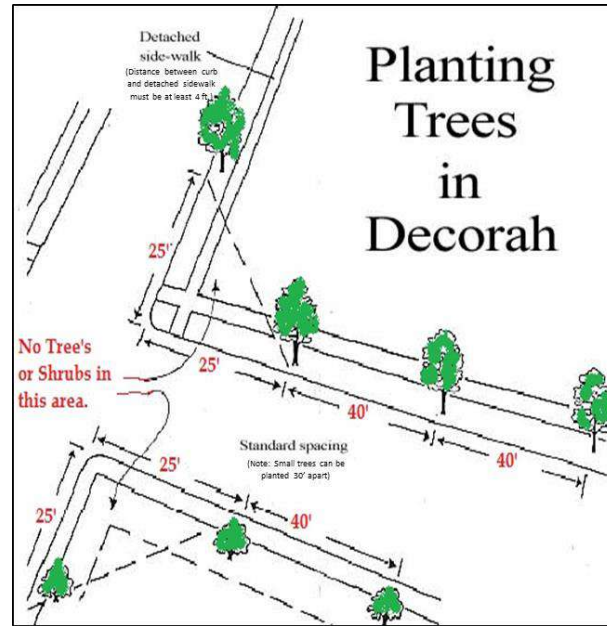 Detached
side-walk
(Distance between curb
and detached sidewalk
must be at least 4 ft.)
Planting
Trees
in
Decorah
25'
No Tree's
or Shrubs in
this area.
25'
40'
40'
Standard spacing
(Note: Small trees can be
planted 30' apart)
25'
25'
40'